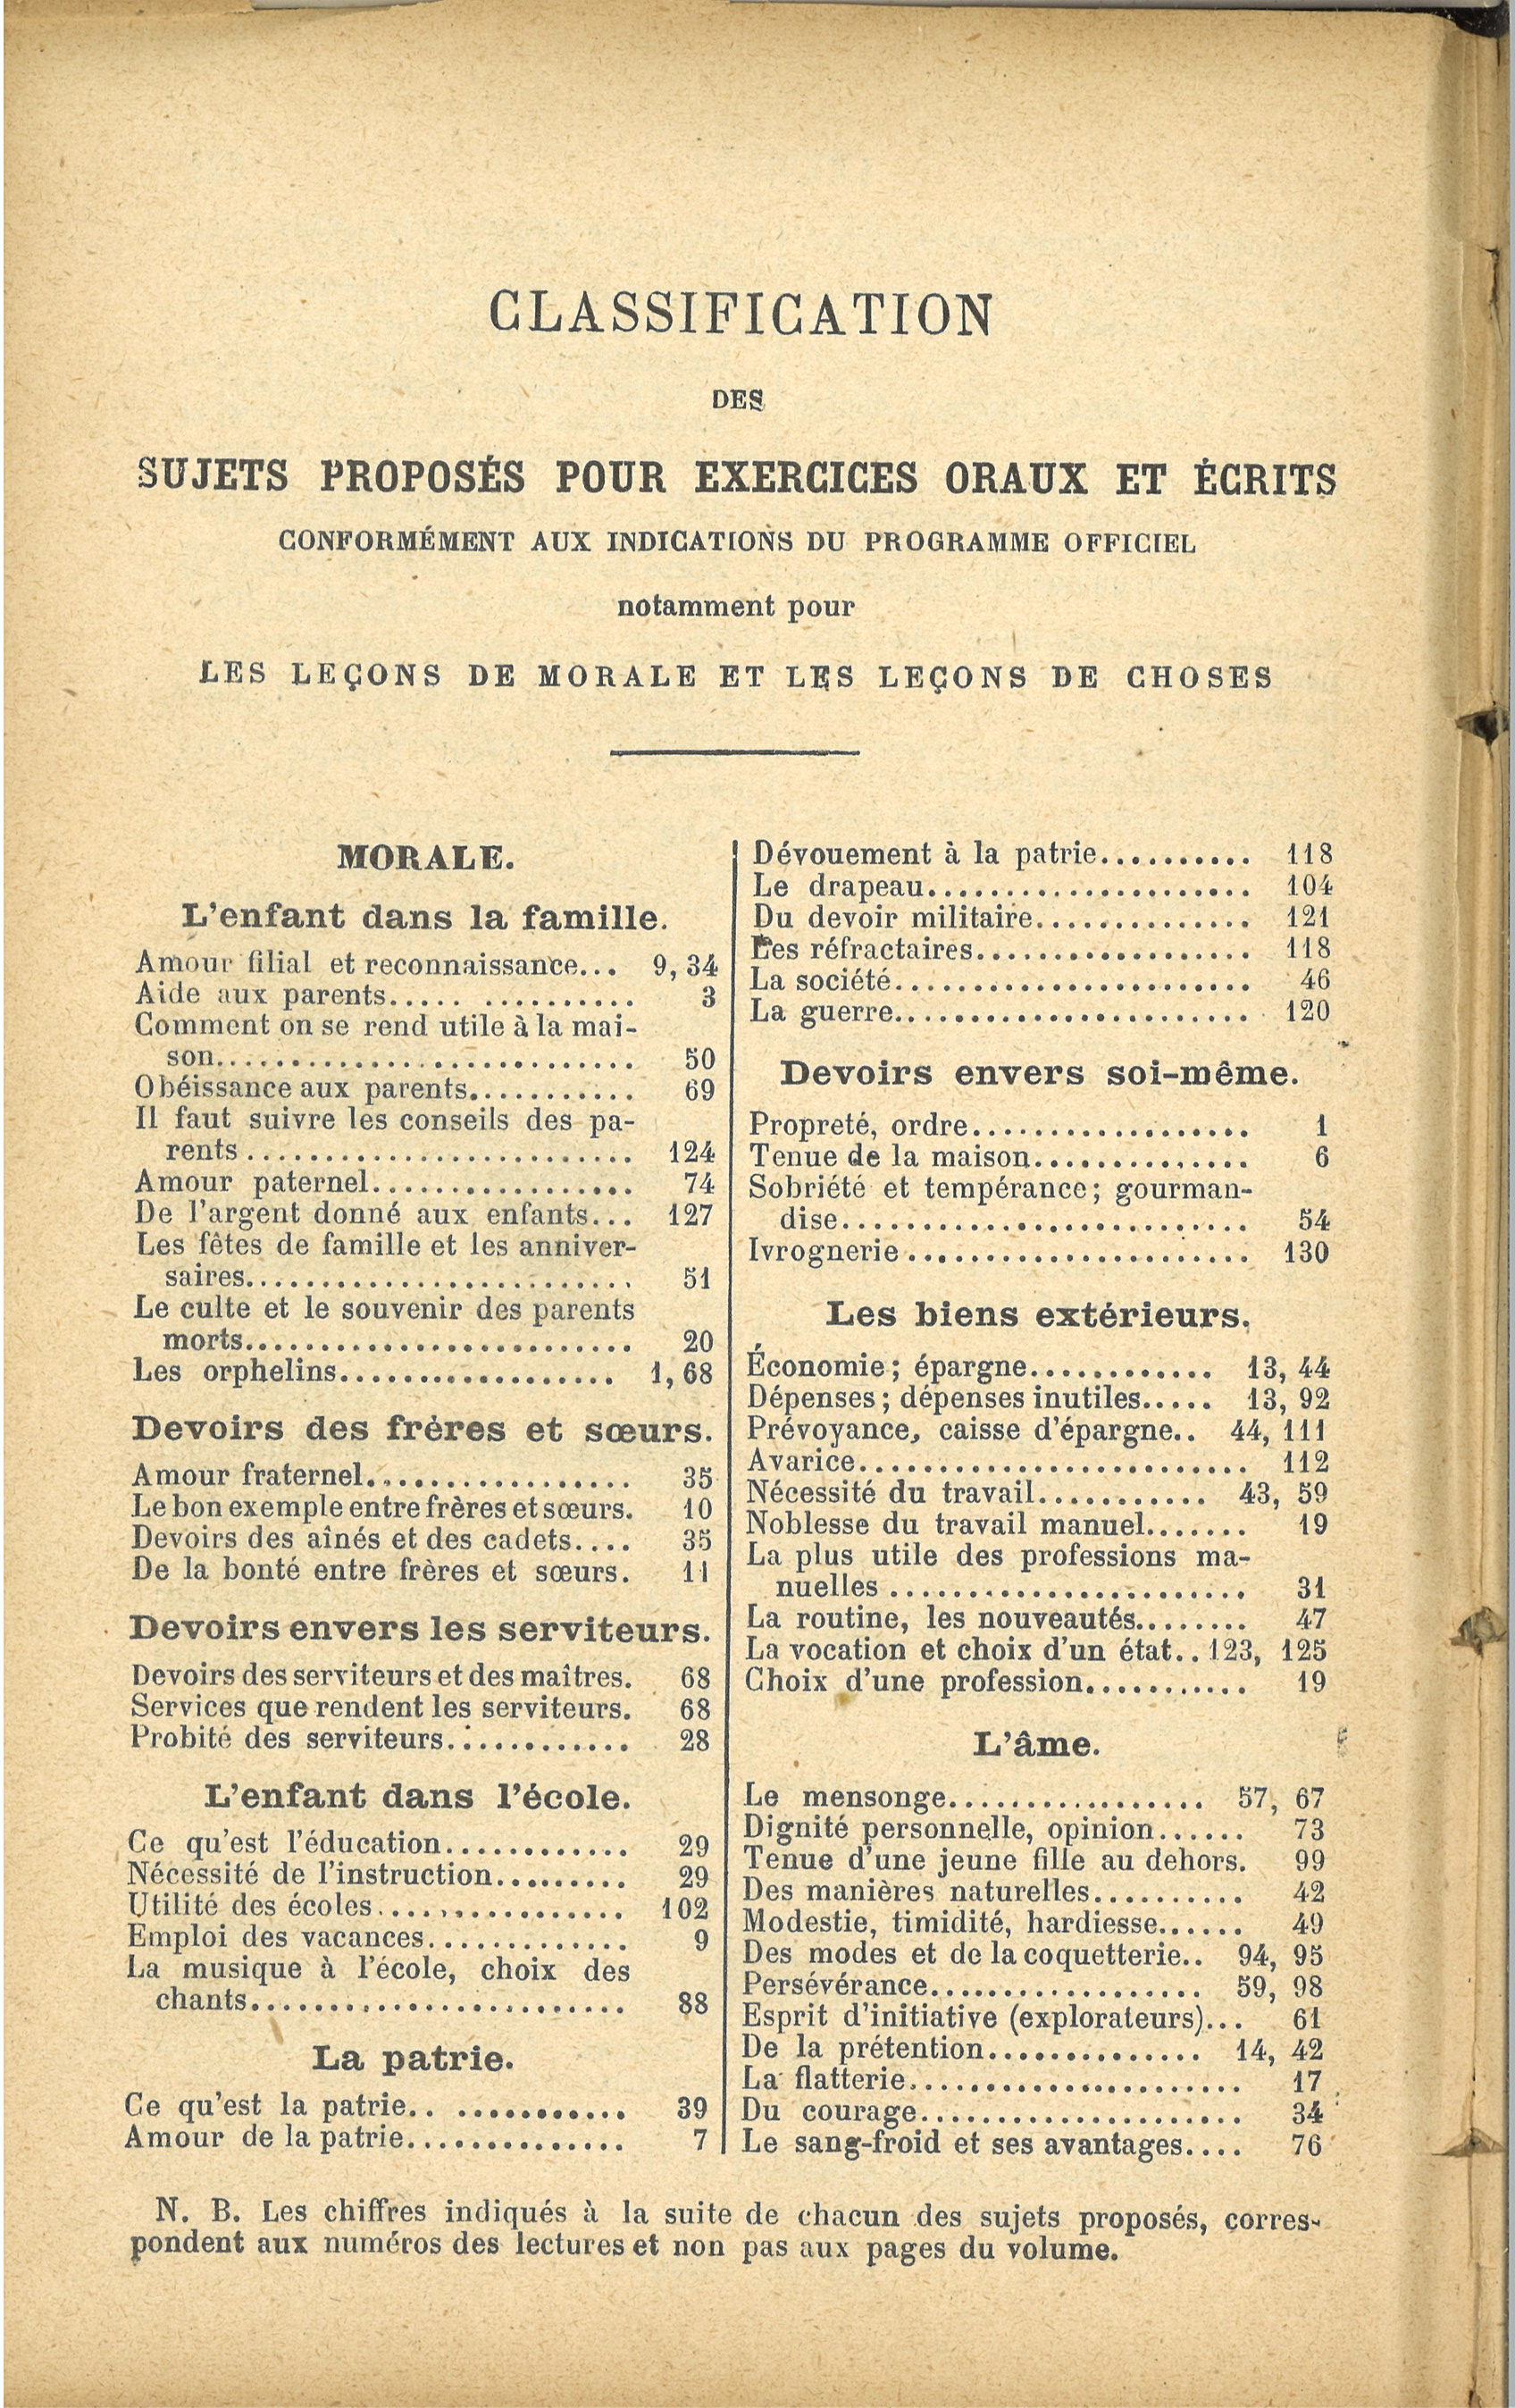 CLASSIFICATION
DES
SUJETS PROPOSÉS POUR EXERCICES ORAUX ET ÉCRITS
CONFORMÉMENT AUX INDICATIONS DU PROGRAMME OFFICIEL
notamment pour
LES LEÇONS DE MORALE ET LES LEÇONS DE CHOSES
MORALE.
L'enfant dans la famille.
Amour filial et reconnaissance... 9, 34
Aide aux parents..... .......... 3
Comment on se rend utile à la mai-
son........................... 50
Obéissance aux parents........... 69
Il faut suivre les conseils des pa-
rents ......................... 124
Amour paternel................. 74
De l'argent donné aux enfants... 127
Les fêtes de famille et les anniver-
saires......................... 51
Le culte et le souvenir des parents
morts......................... 20
Les orphelins.................. 1, 68
Devoirs des frères et sœurs.
Amour fraternel................. 35
Le bon exemple entre frères et sœurs. 10
Devoirs des aînés et des cadets.... 35
De la bonté entre frères et sœurs. 11
Devoirs envers les serviteurs.
Devoirs des serviteurs et des maîtres. 68
Services que rendent les serviteurs. 68
Probité des serviteurs............ 28
L'enfant dans l'école.
Ce qu'est l'éducation............ 29
Nécessité de l'instruction......... 29
Utilité des écoles................ 102
Emploi des vacances............. 9
La musique à l'école, choix des
chants........................ 88
La patrie.
Ce qu'est la patrie.. ........... 39
Amour de la patrie.............. 7
Dévouement à la patrie.......... 118
Le drapeau..................... 104
Du devoir militaire.............. 121
Les réfractaires.................. 118
La société....................... 46
La guerre....................... 120
Devoirs envers soi-même.
Propreté, ordre.................. 1
Tenue de la maison.............. 6
Sobriété et tempérance; gourman-
dise.......................... 54
Ivrognerie ...................... 130
Les biens extérieurs.
Économie; épargne............ 13, 44
Dépenses; dépenses inutiles..... 13, 92
Prévoyance, caisse d'épargne.. 44, 111
Avarice......................... 112
Nécessité du travail........... 43, 59
Noblesse du travail manuel....... 19
La plus utile des professions ma-
nuelles ....................... 31
La routine, les nouveautés........ 47
La vocation et choix d'un état.. 123, 125
Choix d'une profession........... 19
L'âme.
Le mensonge................. 57, 67
Dignité personnelle, opinion...... 73
Tenue d'une jeune fille au dehors. 99
Des manières naturelles.......... 42
Modestie, timidité, hardiesse...... 49
Des modes et de la coquetterie.. 94, 95
Persévérance.................. 59, 98
Esprit d'initiative (explorateurs)... 61
De la prétention.............. 14, 42
La flatterie...................... 17
Du courage..................... 34
Le sang-froid et ses avantages.... 76
N. B. Les chiffres indiqués à la suite de chacun des sujets proposés, corres-
pondent aux numéros des lectures et non pas aux pages du volume.